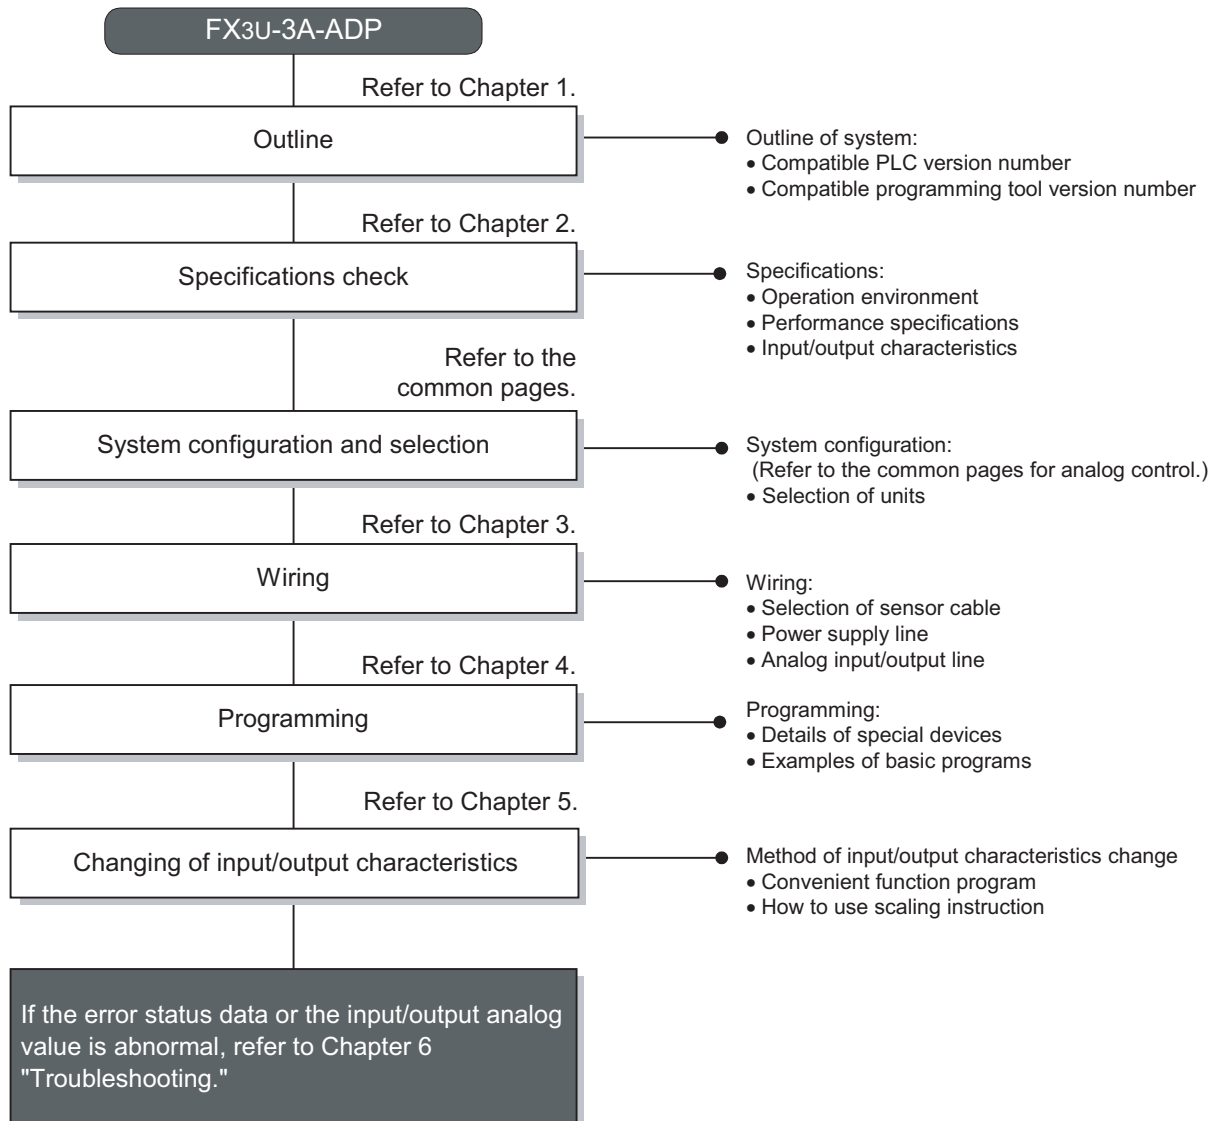 FX3U-3A-ADP
Refer to Chapter 1.
Outline
Outline of system:
• Compatible PLC version number
• Compatible programming tool version number
Refer to Chapter 2.
Specifications check
Specifications:
• Operation environment
• Performance specifications
• Input/output characteristics
Refer to the
common pages.
System configuration and selection
System configuration:
(Refer to the common pages for analog control.)
• Selection of units
Refer to Chapter 3.
Wiring
Wiring:
• Selection of sensor cable
• Power supply line
• Analog input/output line
Refer to Chapter 4.
Programming
Programming:
• Details of special devices
• Examples of basic programs
Refer to Chapter 5.
Changing of input/output characteristics
Method of input/output characteristics change
• Convenient function program
• How to use scaling instruction
If the error status data or the input/output analog
value is abnormal, refer to Chapter 6
"Troubleshooting."